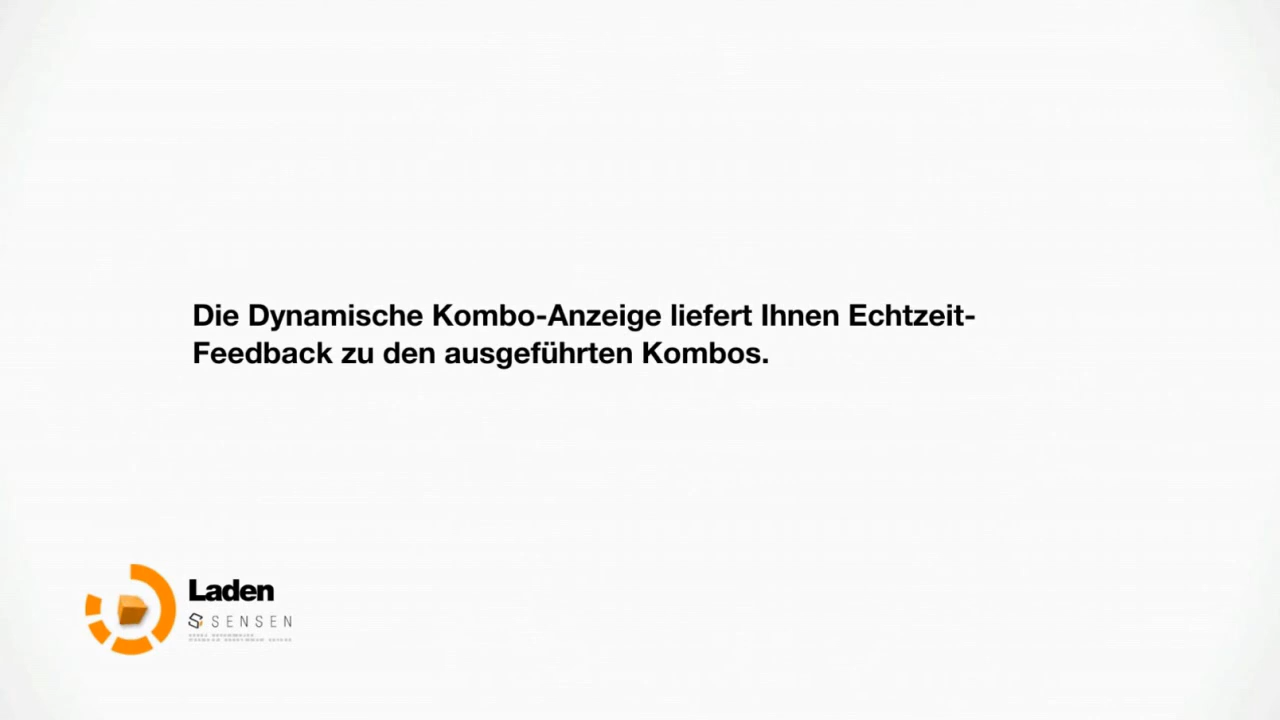 Die Dynamische Kombo-Anzeige liefert Ihnen Echtzeit-
Feedback zu den ausgeführten Kombos.
Laden
SENSEN